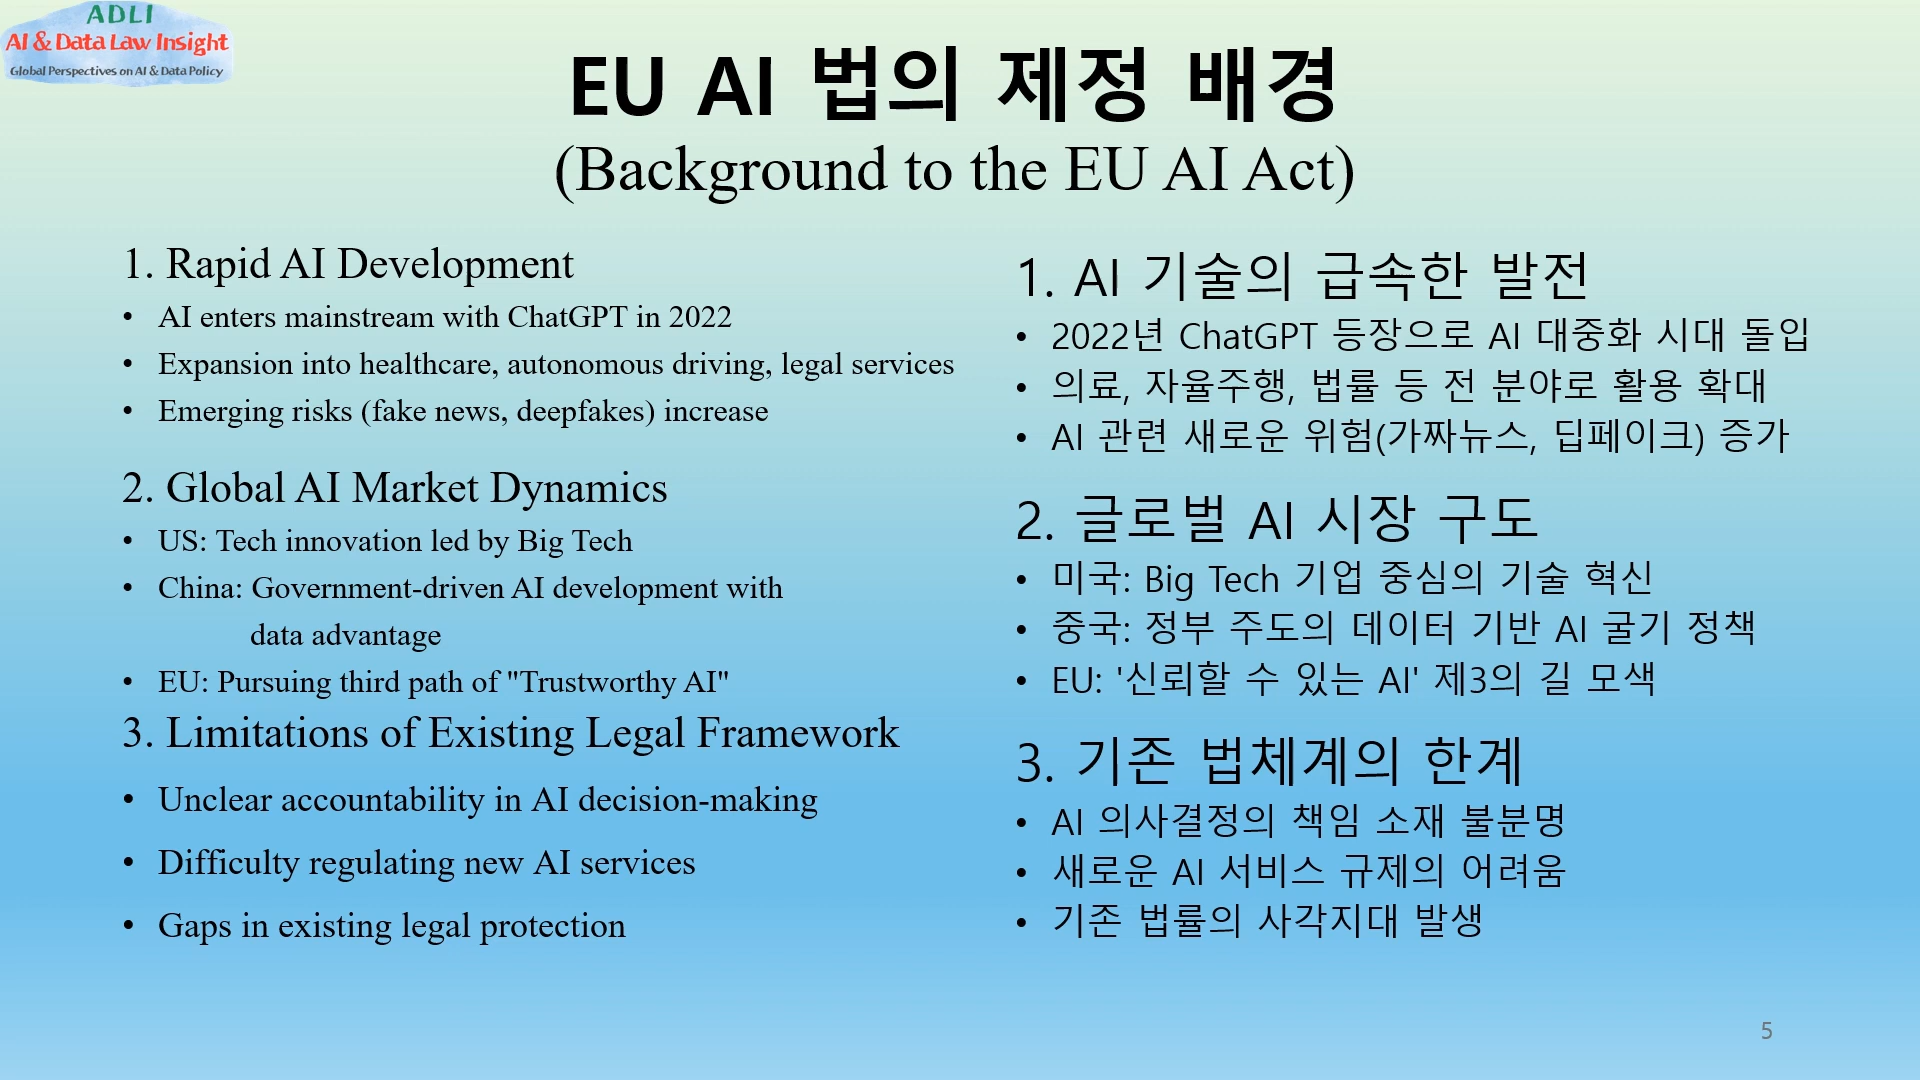 ADLI
AI & Data Law Insight
Global Perspectives on AI & Data Policy
EU AI 법의 제정 배경
(Background to the EU AI Act)
1. Rapid AI Development
• AI enters mainstream with ChatGPT in 2022
• Expansion into healthcare, autonomous driving, legal services
• Emerging risks (fake news, deepfakes) increase
2. Global AI Market Dynamics
• US: Tech innovation led by Big Tech
• China: Government-driven AI development with
data advantage
• EU: Pursuing third path of "Trustworthy AI"
3. Limitations of Existing Legal Framework
• Unclear accountability in AI decision-making
• Difficulty regulating new AI services
• Gaps in existing legal protection
1. AI 기술의 급속한 발전
• 2022년 ChatGPT 등장으로 AI 대중화 시대 돌입
• 의료, 자율주행, 법률 등 전 분야로 활용 확대
• AI 관련 새로운 위험(가짜뉴스, 딥페이크) 증가
2. 글로벌 AI 시장 구도
• 미국: Big Tech 기업 중심의 기술 혁신
• 중국: 정부 주도의 데이터 기반 AI 굴기 정책
• EU: '신뢰할 수 있는 AI' 제3의 길 모색
3. 기존 법체계의 한계
• AI 의사결정의 책임 소재 불분명
• 새로운 AI 서비스 규제의 어려움
• 기존 법률의 사각지대 발생
5